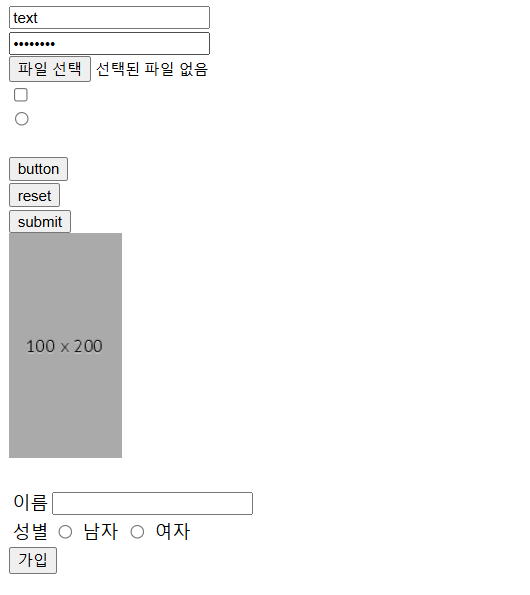 text
••••••••
파일 선택 선택된 파일 없음
button
reset
submit
100 x 200
이름
성별 남자 여자
가입